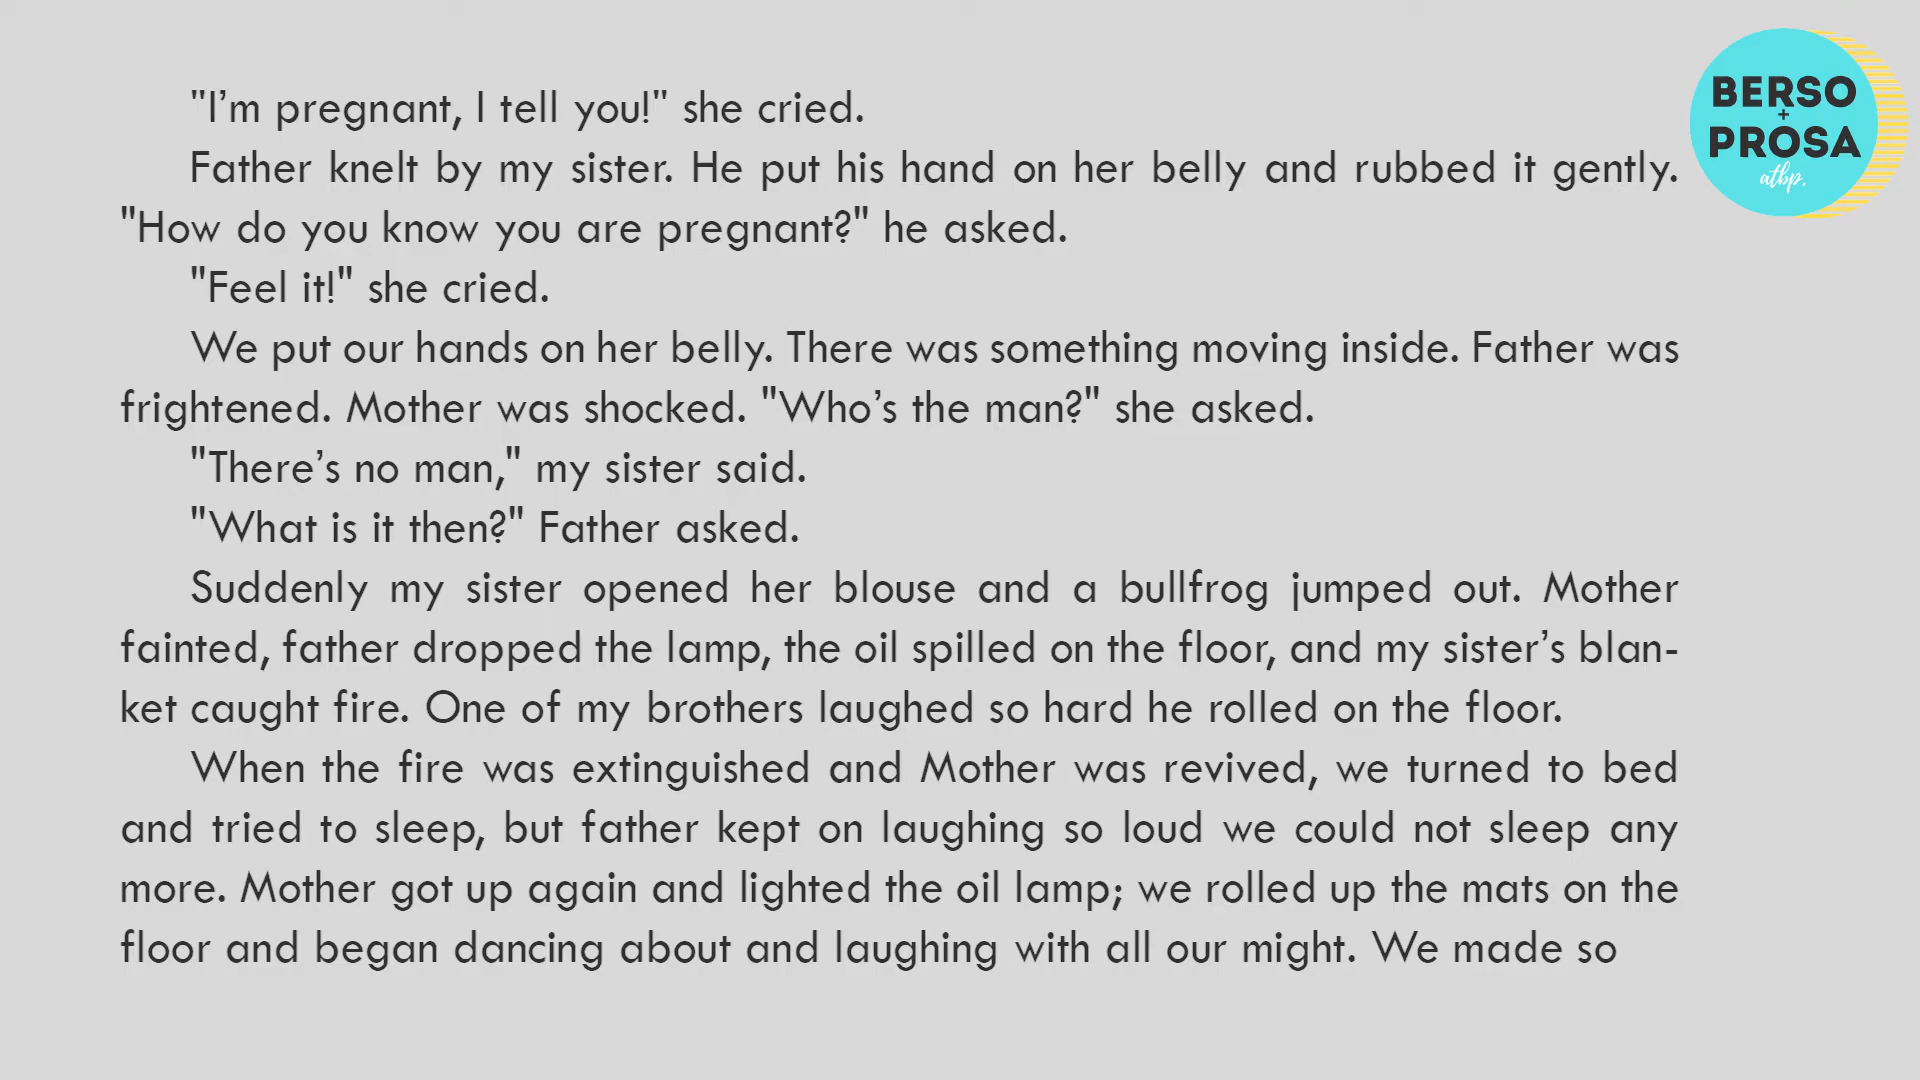 "I’m pregnant, I tell you!" she cried.
Father knelt by my sister. He put his hand on her belly and rubbed it gently.
"How do you know you are pregnant?" he asked.
"Feel it!" she cried.
We put our hands on her belly. There was something moving inside. Father was
frightened. Mother was shocked. "Who’s the man?" she asked.
"There’s no man," my sister said.
"What is it then?" Father asked.
Suddenly my sister opened her blouse and a bullfrog jumped out. Mother
fainted, father dropped the lamp, the oil spilled on the floor, and my sister’s blan-
ket caught fire. One of my brothers laughed so hard he rolled on the floor.
When the fire was extinguished and Mother was revived, we turned to bed
and tried to sleep, but father kept on laughing so loud we could not sleep any
more. Mother got up again and lighted the oil lamp; we rolled up the mats on the
floor and began dancing about and laughing with all our might. We made so
BERSO
+
PROSA
atbp.